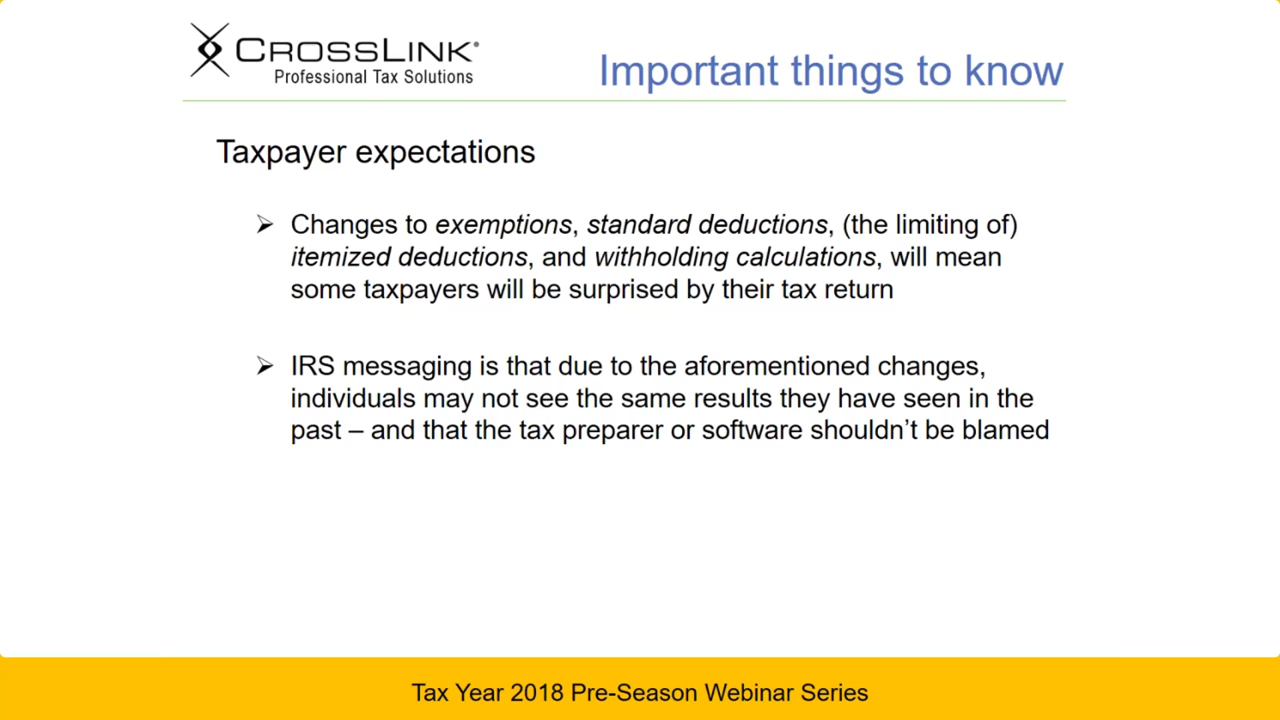 CROSSLINK®
Professional Tax Solutions
Important things to know
Taxpayer expectations
➢ Changes to exemptions, standard deductions, (the limiting of)
itemized deductions, and withholding calculations, will mean
some taxpayers will be surprised by their tax return
➢ IRS messaging is that due to the aforementioned changes,
individuals may not see the same results they have seen in the
past – and that the tax preparer or software shouldn’t be blamed
Tax Year 2018 Pre-Season Webinar Series